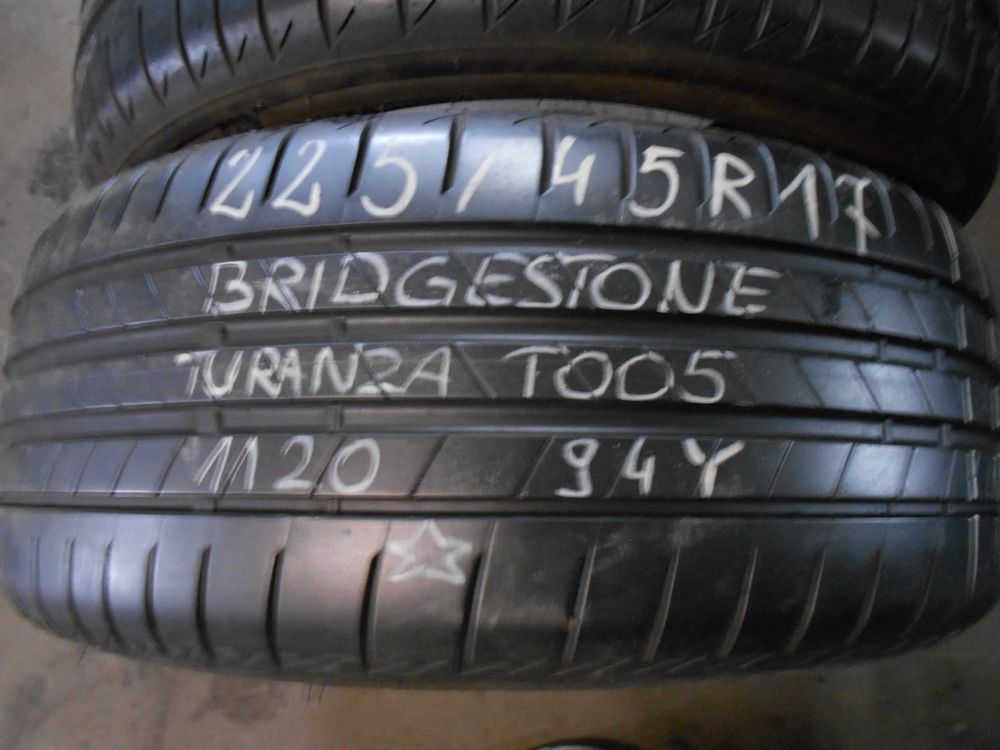 225/45R17
BRIDGESTONE
TURANZA T005
1120 94Y